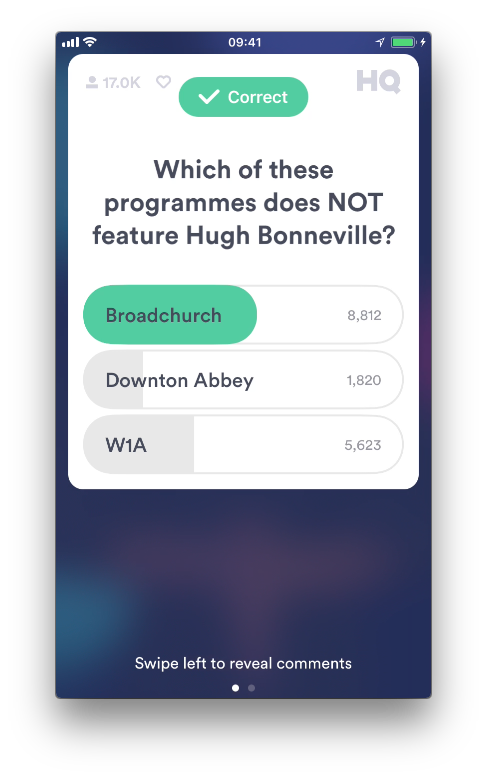 09:41
17.0K
HQ
Correct
Which of these
programmes does NOT
feature Hugh Bonneville?
Broadchurch 8,812
Downton Abbey 1,820
W1A 5,623
Swipe left to reveal comments